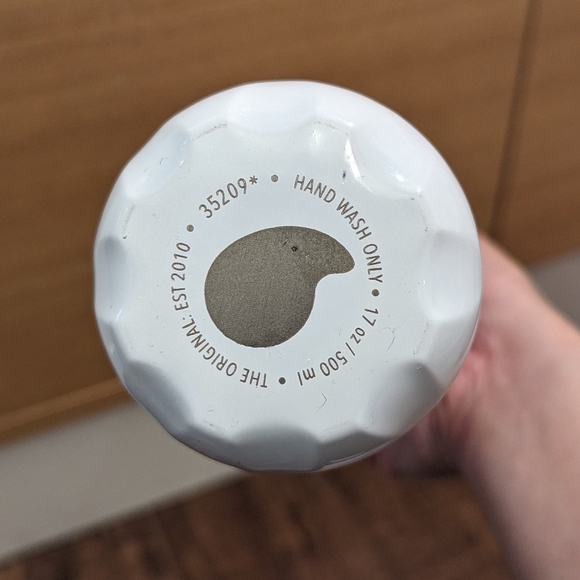 THE ORIGINAL: EST 2010 • 35209* • HAND WASH ONLY • 17 oz / 500 ml •